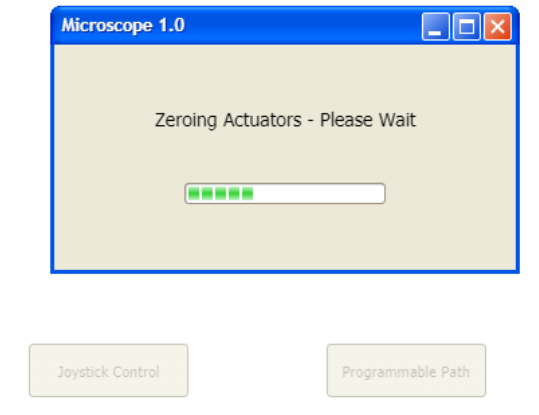 Microscope 1.0
Zeroing Actuators - Please Wait
Joystick Control
Programmable Path